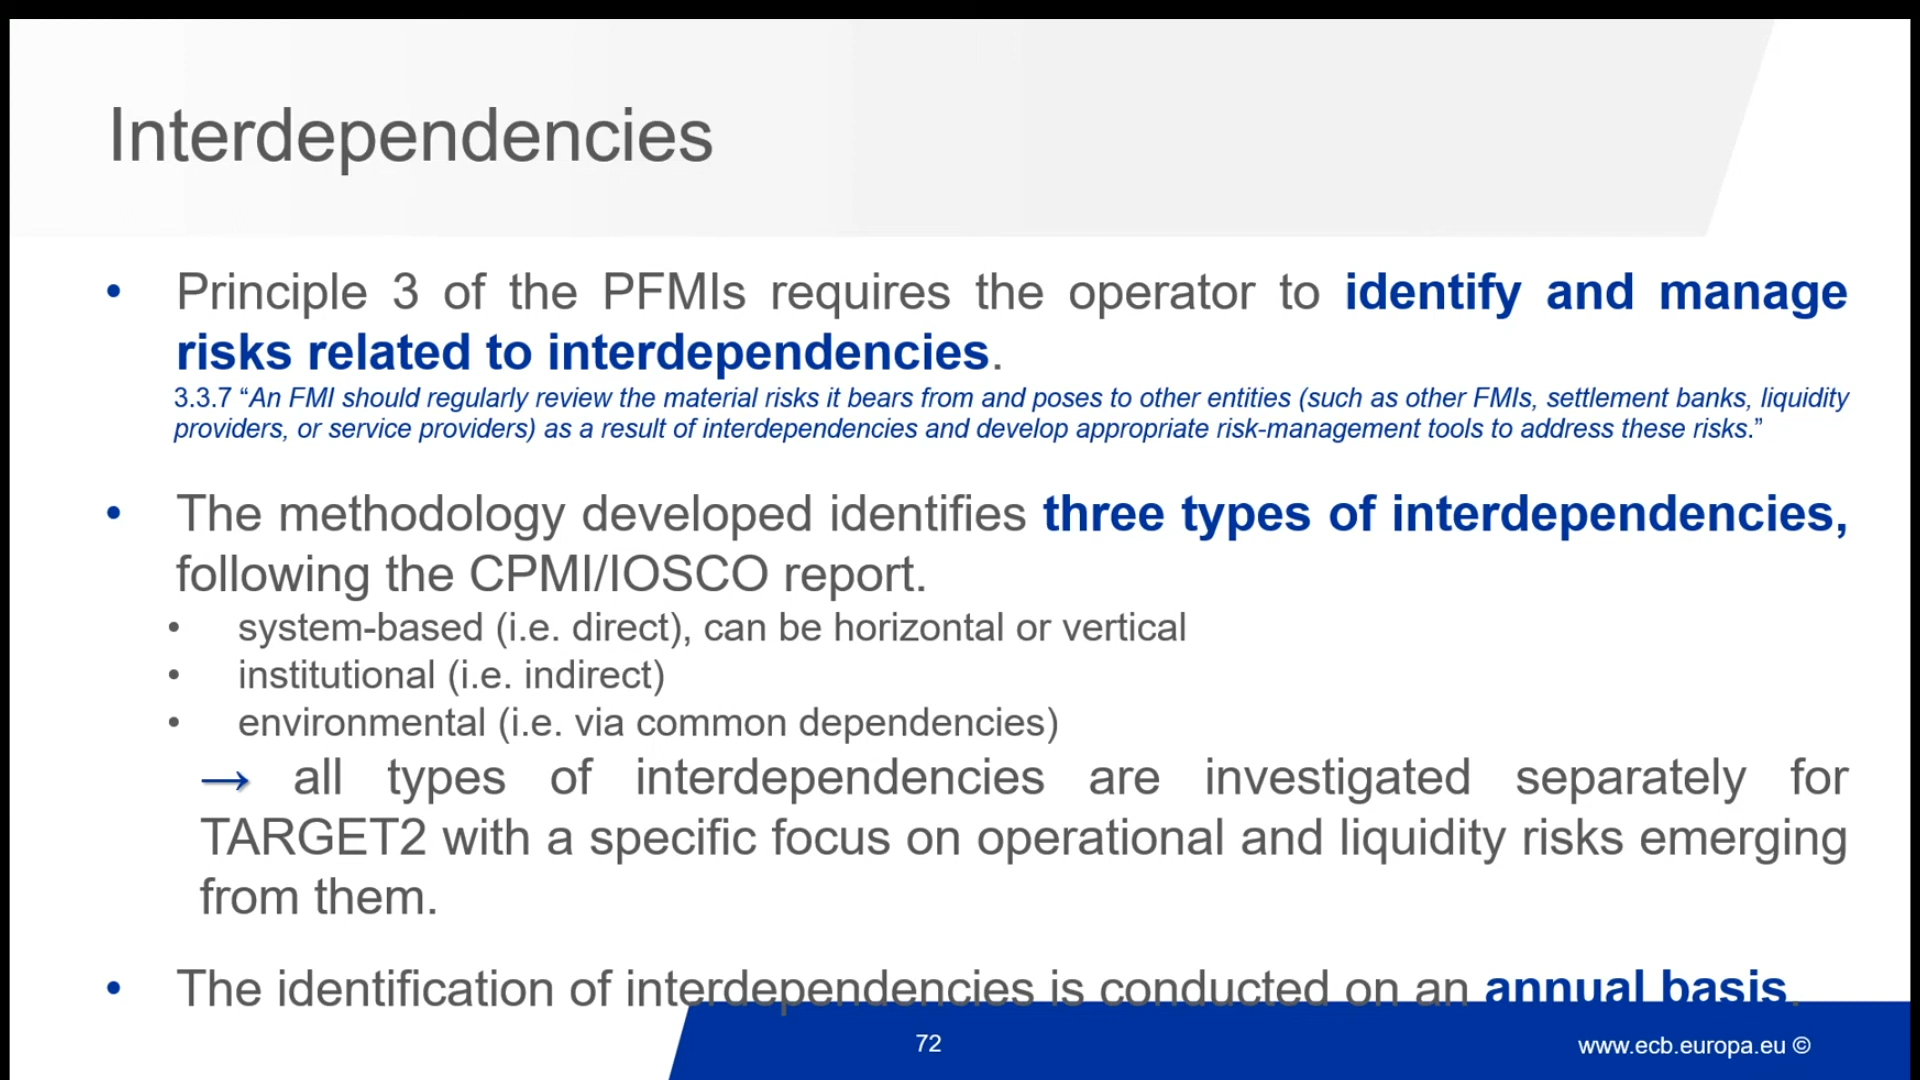 Interdependencies
• Principle 3 of the PFMIs requires the operator to identify and manage
risks related to interdependencies.
3.3.7 “An FMI should regularly review the material risks it bears from and poses to other entities (such as other FMIs, settlement banks, liquidity
providers, or service providers) as a result of interdependencies and develop appropriate risk-management tools to address these risks.”
• The methodology developed identifies three types of interdependencies,
following the CPMI/IOSCO report.
• system-based (i.e. direct), can be horizontal or vertical
• institutional (i.e. indirect)
• environmental (i.e. via common dependencies)
→ all types of interdependencies are investigated separately for
TARGET2 with a specific focus on operational and liquidity risks emerging
from them.
• The identification of interdependencies is conducted on an annual basis.
72
www.ecb.europa.eu ©